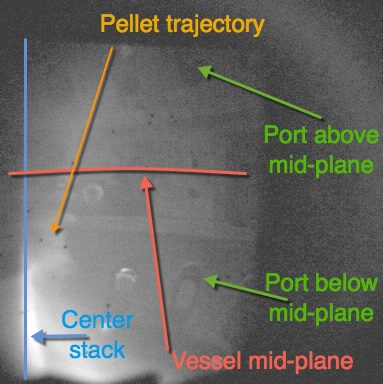 Pellet trajectory
Port above
mid-plane
Port below
mid-plane
Center
stack
Vessel mid-plane